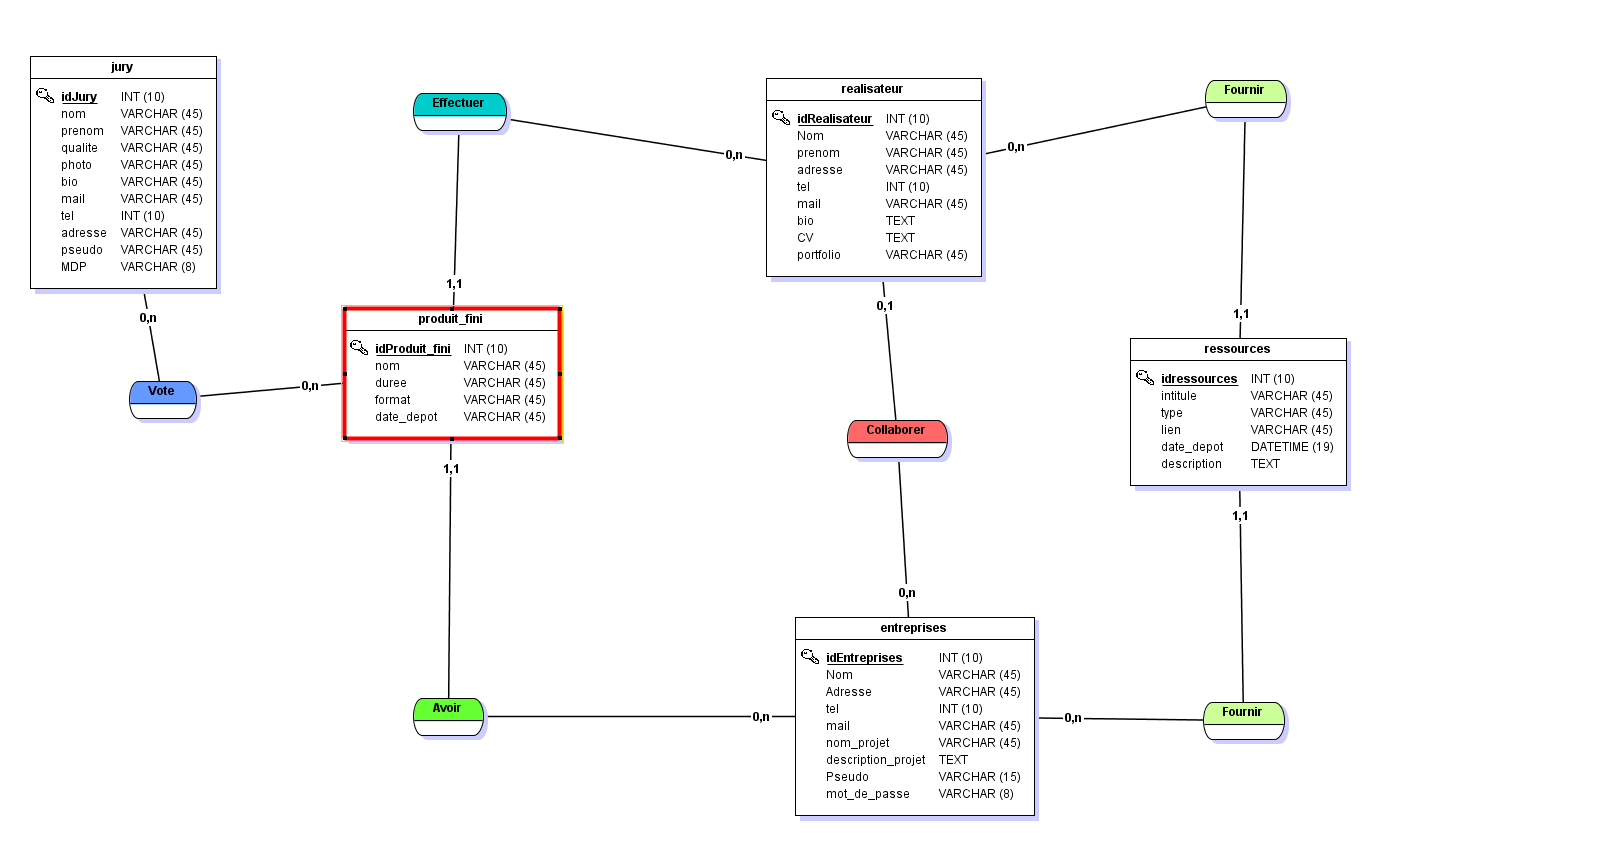 jury
idJury INT (10)
nom VARCHAR (45)
prenom VARCHAR (45)
qualite VARCHAR (45)
photo VARCHAR (45)
bio VARCHAR (45)
mail VARCHAR (45)
tel INT (10)
adresse VARCHAR (45)
pseudo VARCHAR (45)
MDP VARCHAR (8)
0,n
Vote
0,n
Effectuer
0,n
1,1
produit_fini
idProduit_fini INT (10)
nom VARCHAR (45)
duree VARCHAR (45)
format VARCHAR (45)
date_depot VARCHAR (45)
1,1
Avoir
0,n
realisateur
idRealisateur INT (10)
Nom VARCHAR (45)
prenom VARCHAR (45)
adresse VARCHAR (45)
tel INT (10)
mail VARCHAR (45)
bio TEXT
CV TEXT
portfolio VARCHAR (45)
0,1
Collaborer
0,n
entreprises
idEntreprises INT (10)
Nom VARCHAR (45)
Adresse VARCHAR (45)
tel INT (10)
mail VARCHAR (45)
nom_projet VARCHAR (45)
description_projet TEXT
Pseudo VARCHAR (15)
mot_de_passe VARCHAR (8)
Fournir
0,n
1,1
ressources
idressources INT (10)
intitule VARCHAR (45)
type VARCHAR (45)
lien VARCHAR (45)
date_depot DATETIME (19)
description TEXT
1,1
Fournir
0,n